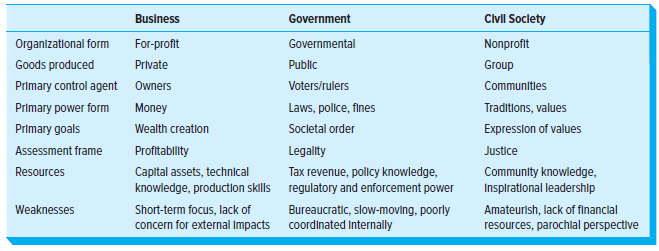 Business Government Civil Society
Organizational form For-profit Governmental Nonprofit
Goods produced Private Public Group
Primary control agent Owners Voters/rulers Communities
Primary power form Money Laws, police, fines Traditions, values
Primary goals Wealth creation Societal order Expression of values
Assessment frame Profitability Legality Justice
Resources Capital assets, technical Tax revenue, policy knowledge, Community knowledge,
knowledge, production skills regulatory and enforcement power inspirational leadership
Weaknesses Short-term focus, lack of Bureaucratic, slow-moving, poorly Amateurish, lack of financial
concern for external impacts coordinated internally resources, parochial perspective